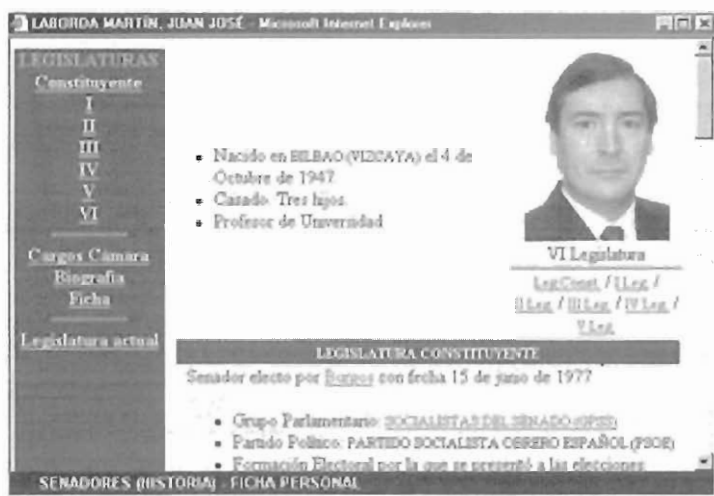 LABORDA MARTÍN, JUAN JOSÉ - Microsoft Internet Explorer
LEGISLATURAS
Constituyente
I
II
III
IV
V
VI
Cargos Cámara
Biografía
Ficha
Legislatura actual
Nacido en BILBAO (VIZCAYA) el 4 de
Octubre de 1947
Casado. Tres hijos
Profesor de Universidad
VI Legislatura
Leg.Const. / I Leg. /
II Leg. / III Leg. / IV Leg. /
V Leg.
LEGISLATURA CONSTITUYENTE
Senador electo por Burgos con fecha 15 de junio de 1977
Grupo Parlamentario: SOCIALISTAS DEL SENADO (GPSS)
Partido Político: PARTIDO SOCIALISTA OBRERO ESPAÑOL (PSOE)
Formación Electoral por la que se presentó a las elecciones
SENADORES (HISTORIA) - FICHA PERSONAL